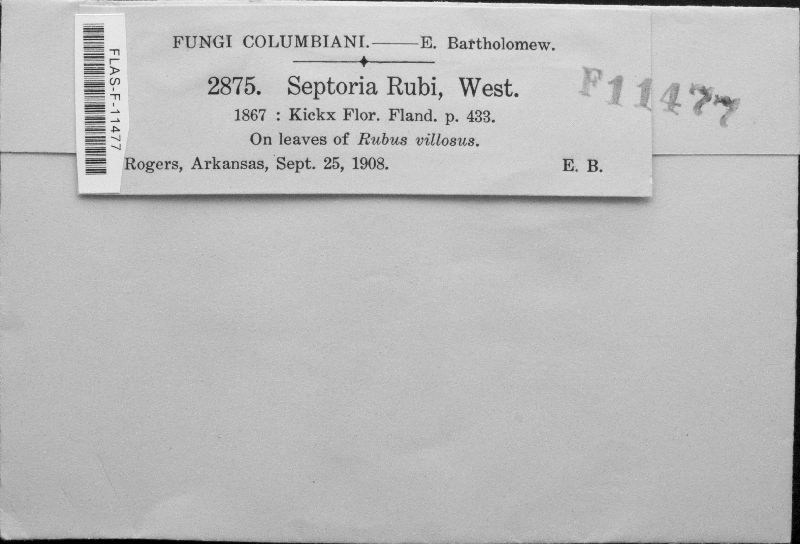 FUNGI COLUMBIANI.——E. Bartholomew.
2875. Septoria Rubi, West.
1867 : Kickx Flor. Fland. p. 433.
On leaves of Rubus villosus.
Rogers, Arkansas, Sept. 25, 1908. E. B.
FLAS-F-11477
F11477